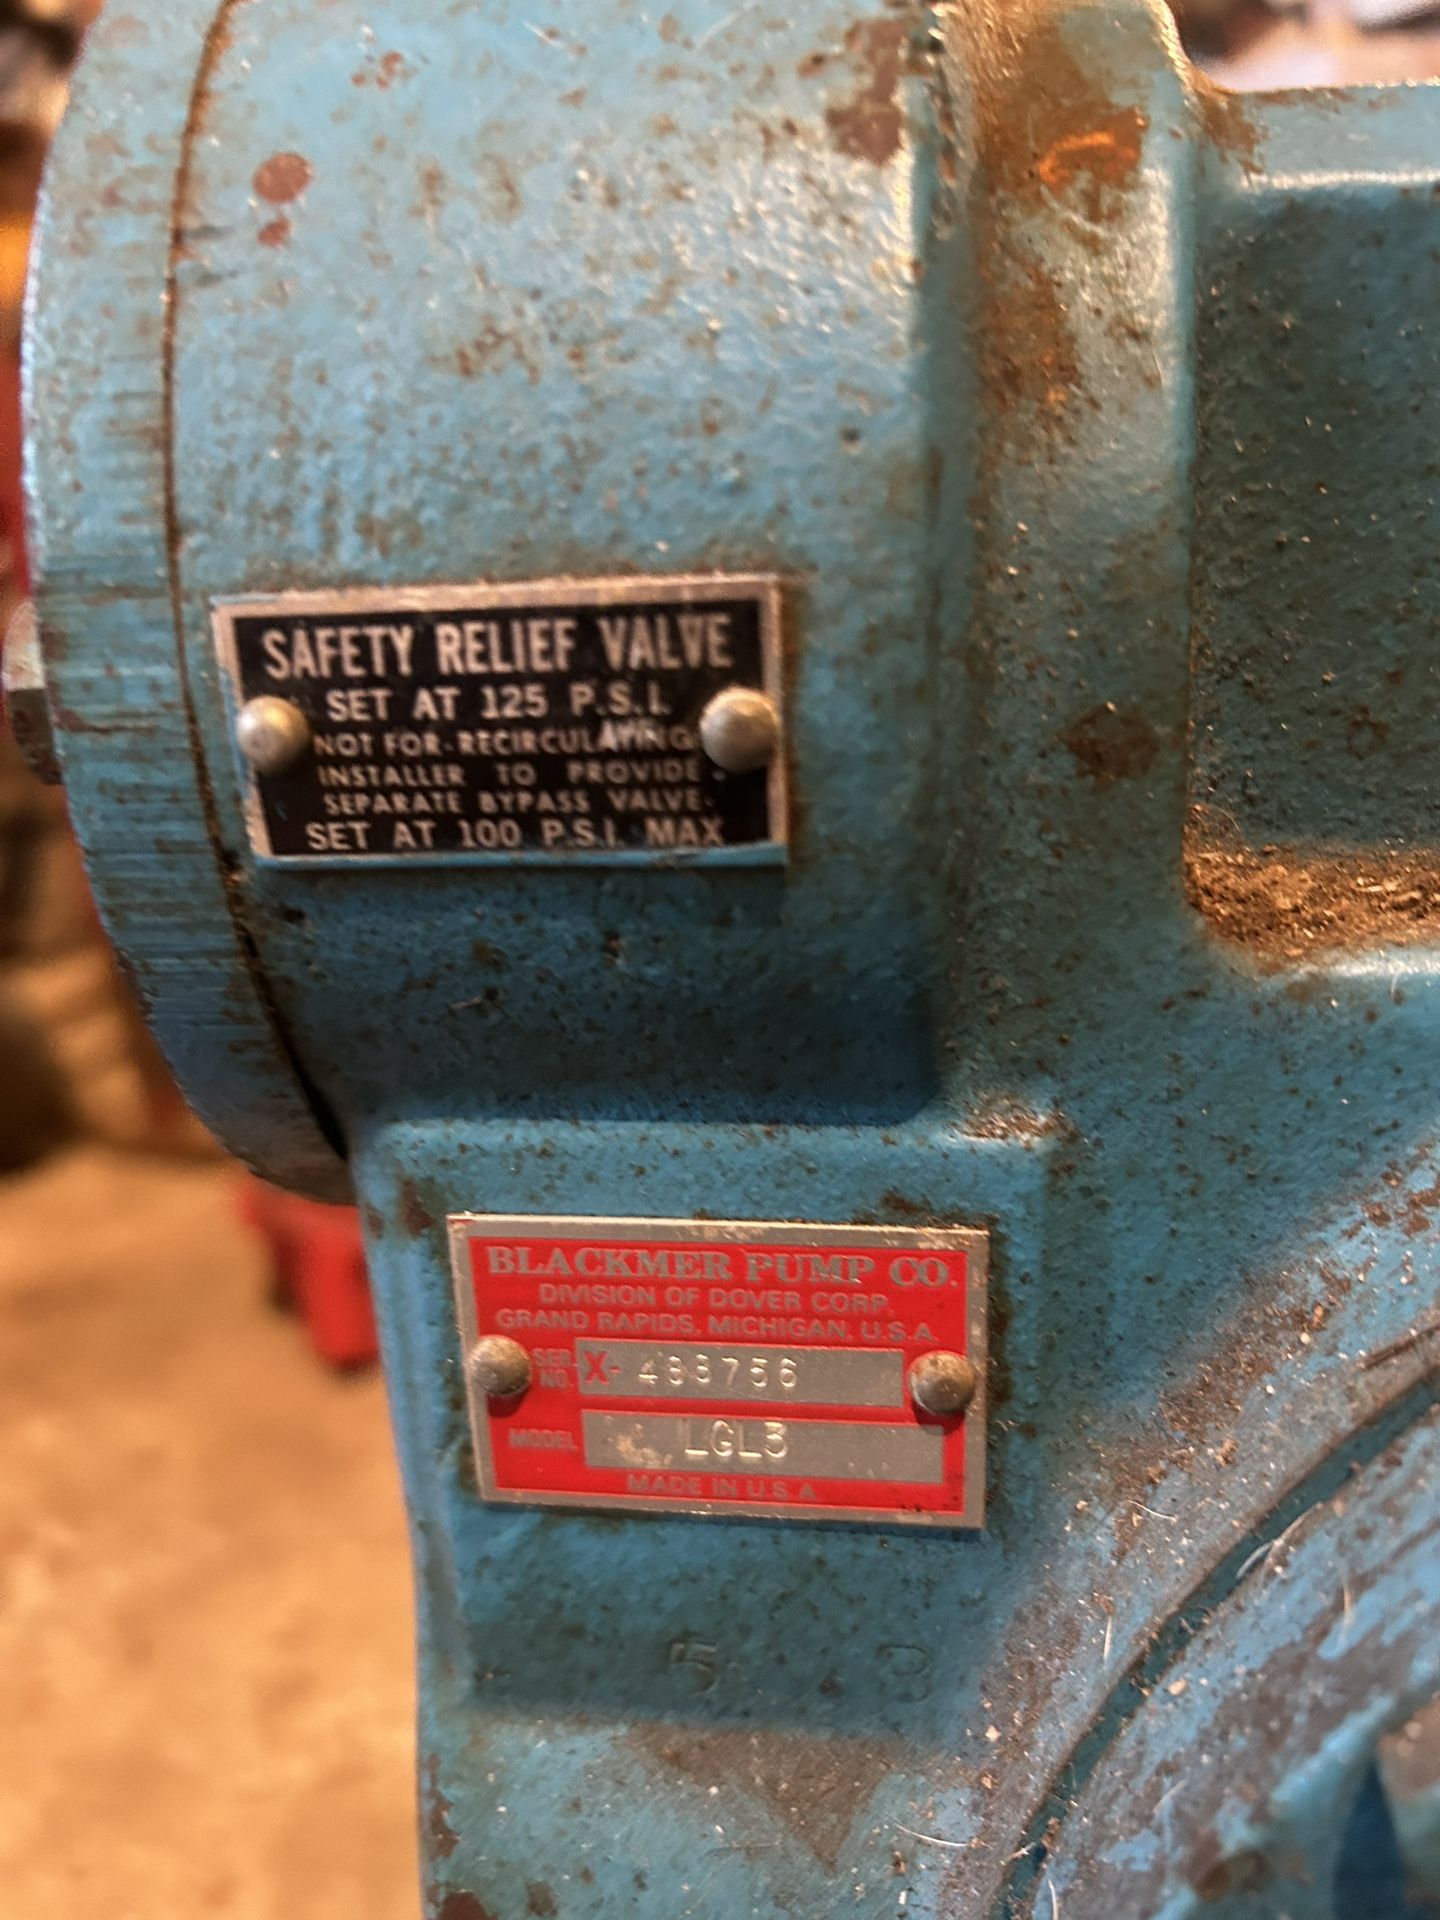 SAFETY RELIEF VALVE
SET AT 125 P.S.I.
NOT FOR RECIRCULATING
INSTALLER TO PROVIDE
SEPARATE BYPASS VALVE
SET AT 100 P.S.I. MAX
BLACKMER PUMP CO.
DIVISION OF DOVER CORP.
GRAND RAPIDS, MICHIGAN, U.S.A.
SER. NO. X-488756
MODEL LGL3
MADE IN U.S.A.